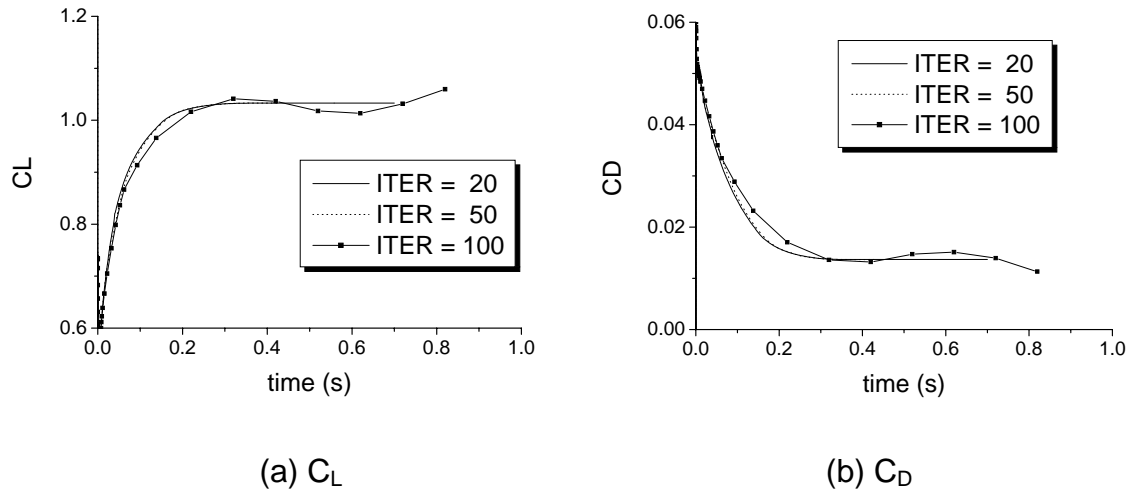 1.2
1.0
0.8
0.6
CL
ITER = 20
ITER = 50
ITER = 100
0.0 0.2 0.4 0.6 0.8 1.0
time (s)
(a) CL
0.06
0.04
0.02
0.00
CD
ITER = 20
ITER = 50
ITER = 100
0.0 0.2 0.4 0.6 0.8 1.0
time (s)
(b) CD